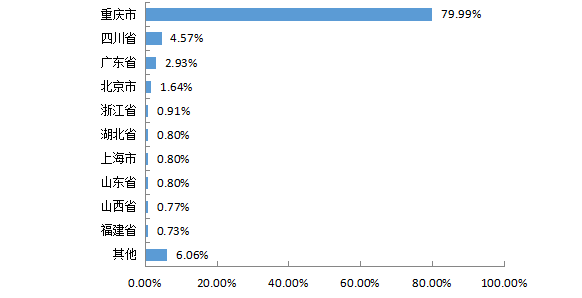 重庆市 79.99%
四川省 4.57%
广东省 2.93%
北京市 1.64%
浙江省 0.91%
湖北省 0.80%
上海市 0.80%
山东省 0.80%
山西省 0.77%
福建省 0.73%
其他 6.06%
0.00% 20.00% 40.00% 60.00% 80.00% 100.00%